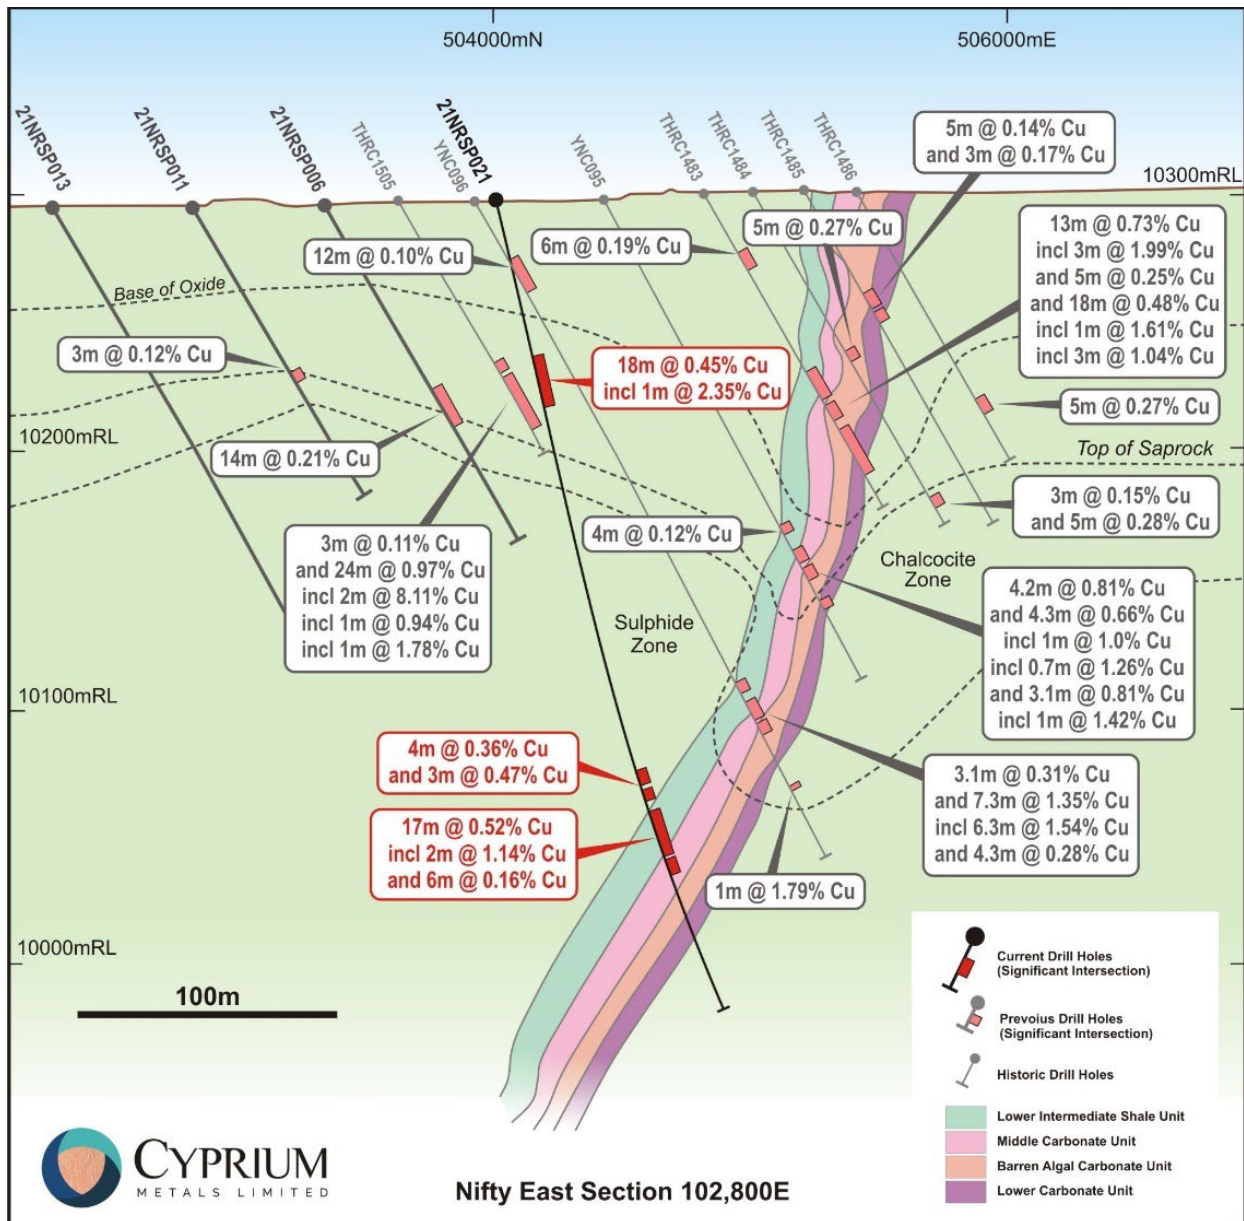 504000mN
506000mE
21NRSP013
21NRSP011
21NRSP006
THRC1505
YNC096
21NRSP021
YNC095
THRC1483
THRC1484
THRC1485
THRC1486
5m @ 0.14% Cu
and 3m @ 0.17% Cu
10300mRL
12m @ 0.10% Cu
6m @ 0.19% Cu
5m @ 0.27% Cu
13m @ 0.73% Cu
incl 3m @ 1.99% Cu
and 5m @ 0.25% Cu
and 18m @ 0.48% Cu
incl 1m @ 1.61% Cu
incl 3m @ 1.04% Cu
Base of Oxide
3m @ 0.12% Cu
18m @ 0.45% Cu
incl 1m @ 2.35% Cu
5m @ 0.27% Cu
10200mRL
14m @ 0.21% Cu
Top of Saprock
3m @ 0.15% Cu
and 5m @ 0.28% Cu
4m @ 0.12% Cu
3m @ 0.11% Cu
and 24m @ 0.97% Cu
incl 2m @ 8.11% Cu
incl 1m @ 0.94% Cu
incl 1m @ 1.78% Cu
Chalcocite
Zone
Sulphide
Zone
4.2m @ 0.81% Cu
and 4.3m @ 0.66% Cu
incl 1m @ 1.0% Cu
incl 0.7m @ 1.26% Cu
and 3.1m @ 0.81% Cu
incl 1m @ 1.42% Cu
10100mRL
4m @ 0.36% Cu
and 3m @ 0.47% Cu
3.1m @ 0.31% Cu
and 7.3m @ 1.35% Cu
incl 6.3m @ 1.54% Cu
and 4.3m @ 0.28% Cu
17m @ 0.52% Cu
incl 2m @ 1.14% Cu
and 6m @ 0.16% Cu
1m @ 1.79% Cu
10000mRL
100m
Current Drill Holes
(Significant Intersection)
Prevoius Drill Holes
(Significant Intersection)
Historic Drill Holes
Lower Intermediate Shale Unit
Middle Carbonate Unit
Barren Algal Carbonate Unit
Lower Carbonate Unit
CYPRIUM
METALS LIMITED
Nifty East Section 102,800E